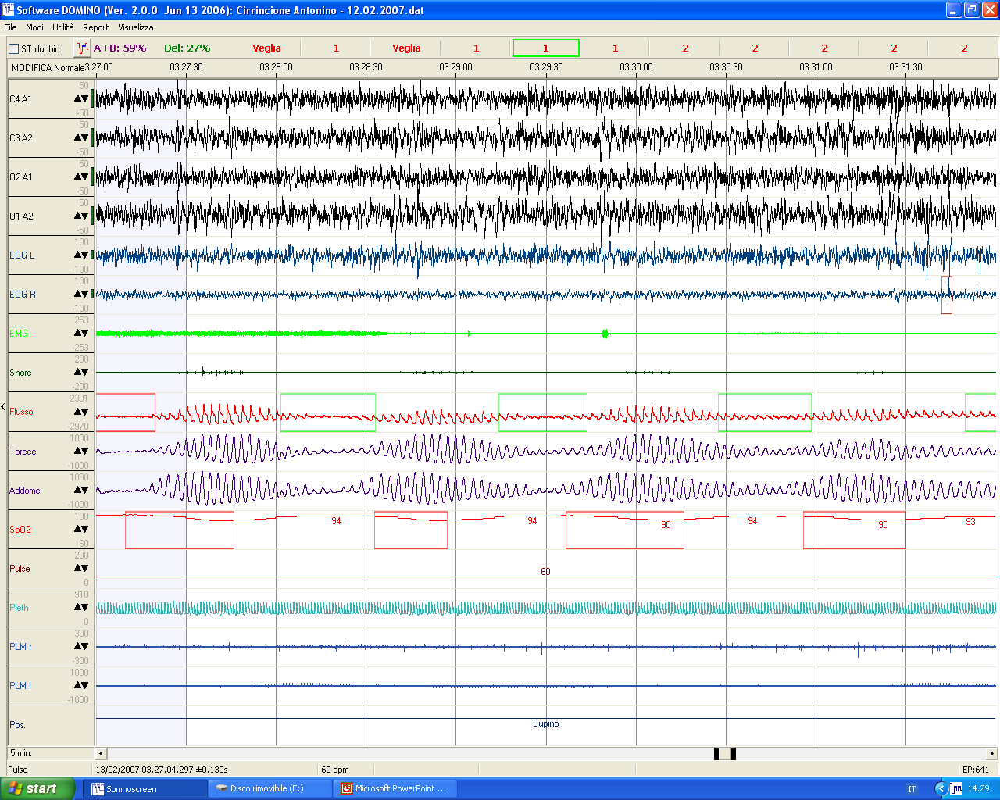 Software DOMINO (Ver. 2.0.0 Jun 13 2006): Cirrincione Antonino - 12.02.2007.dat
File Modi Utilità Report Visualizza
ST dubbio A+B: 59% Del: 27% Veglia 1 Veglia 1 1 1 2 2 2 2 2
MODIFICA Normale 3.27.00 03.27.30 03.28.00 03.28.30 03.29.00 03.29.30 03.30.00 03.30.30 03.31.00 03.31.30
50
C4 A1
-50
50
C3 A2
-50
50
O2 A1
-50
50
O1 A2
-50
100
EOG L
-100
100
EOG R
-100
253
EMG
-253
200
Snore
-200
2391
Flusso
-2970
1000
Torece
-1000
1000
Addome
-1000
100
SpO2 94 94 90 94 90 93
60
200
Pulse 60
0
910
Pleth
0
300
PLM r
-300
1000
PLM l
-1000
Pos. Supino
5 min.
Pulse 13/02/2007 03.27.04.297 ±0.130s 60 bpm EP:641
start Somnoscreen Disco rimovibile (E:) Microsoft PowerPoint ... IT 14.29